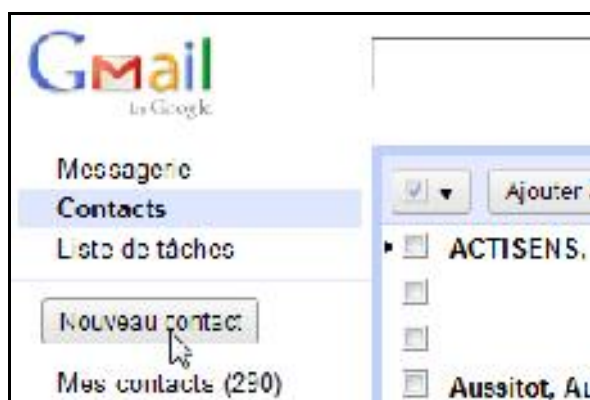 Gmail
by Google
Messagerie
Contacts
Liste de tâches
Ajouter
ACTISENS,
Nouveau contact
Mes contacts (290)
Aussitot, Au